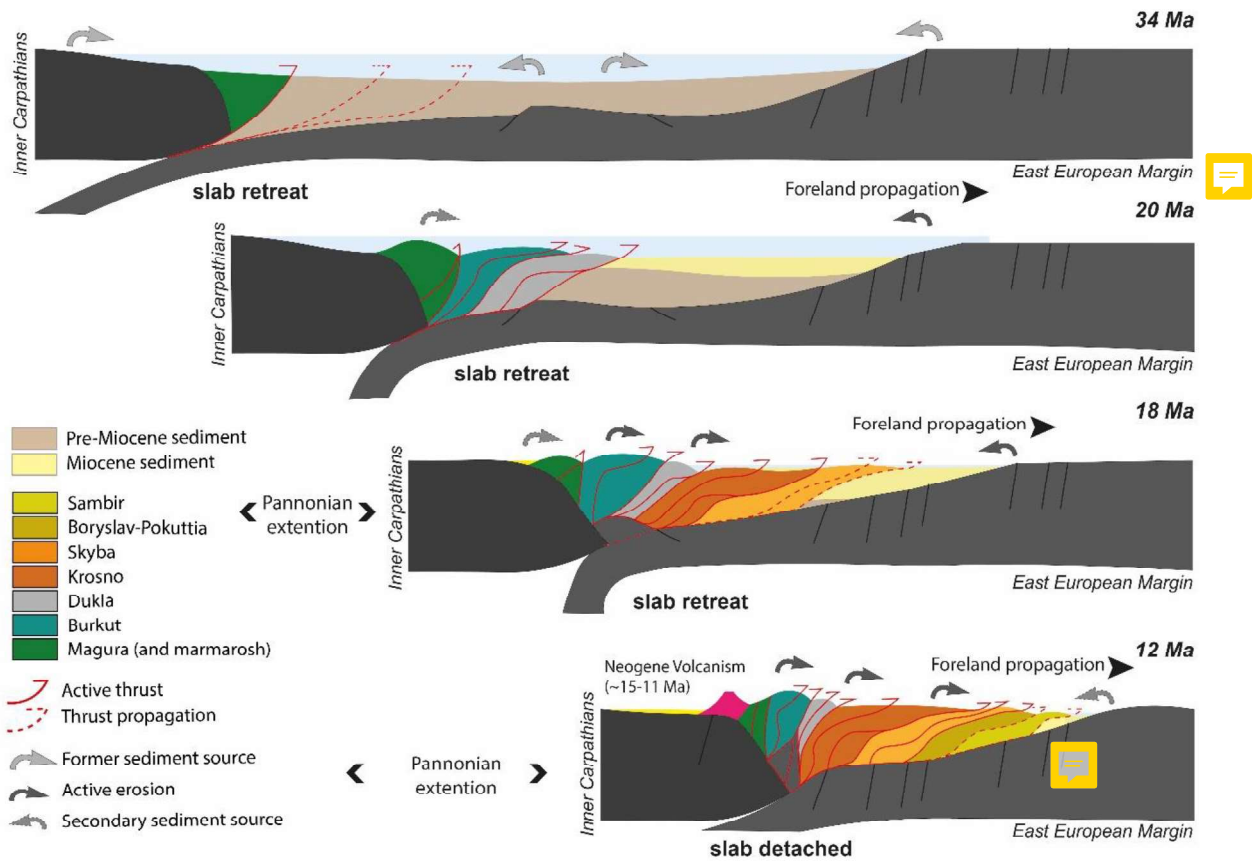 34 Ma
Inner Carpathians
slab retreat
East European Margin
Foreland propagation
20 Ma
Inner Carpathians
slab retreat
East European Margin
18 Ma
Foreland propagation
Inner Carpathians
Pannonian
extention
slab retreat
East European Margin
Pre-Miocene sediment
Miocene sediment
Sambir
Boryslav-Pokuttia
Skyba
Krosno
Dukla
Burkut
Magura (and marmarosh)
Active thrust
Thrust propagation
Former sediment source
Active erosion
Secondary sediment source
12 Ma
Neogene Volcanism
(~15-11 Ma)
Foreland propagation
Inner Carpathians
Pannonian
extention
East European Margin
slab detached